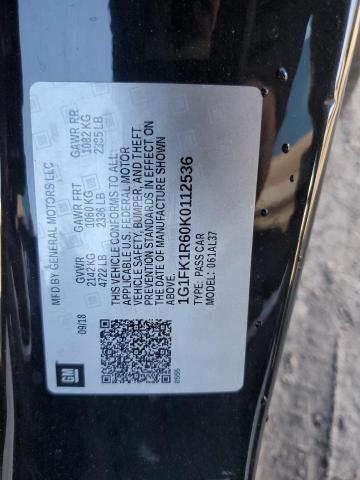 MFD BY GENERAL MOTORS LLC
09/18
GVWR GAWR FRT GAWR RR
2142 KG 1060 KG 1082 KG
4722 LB 2336 LB 2385 LB
THIS VEHICLE CONFORMS TO ALL
APPLICABLE U.S. FEDERAL MOTOR
VEHICLE SAFETY, BUMPER, AND THEFT
PREVENTION STANDARDS IN EFFECT ON
THE DATE OF MANUFACTURE SHOWN ABOVE.
1G1FK1R60K0112536
TYPE: PASS CAR
MODEL: 061AL37
GM